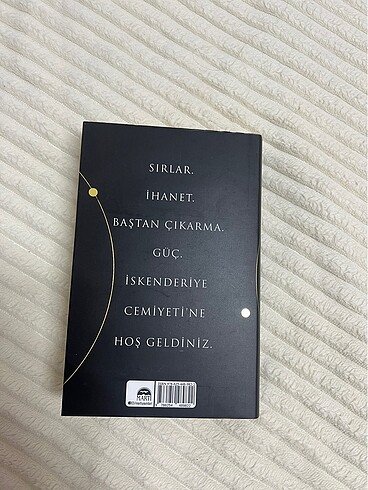 SIRLAR.
İHANET.
BAŞTAN ÇIKARMA.
GÜÇ.
İSKENDERİYE
CEMİYETİ'NE
HOŞ GELDİNİZ.
MARTI